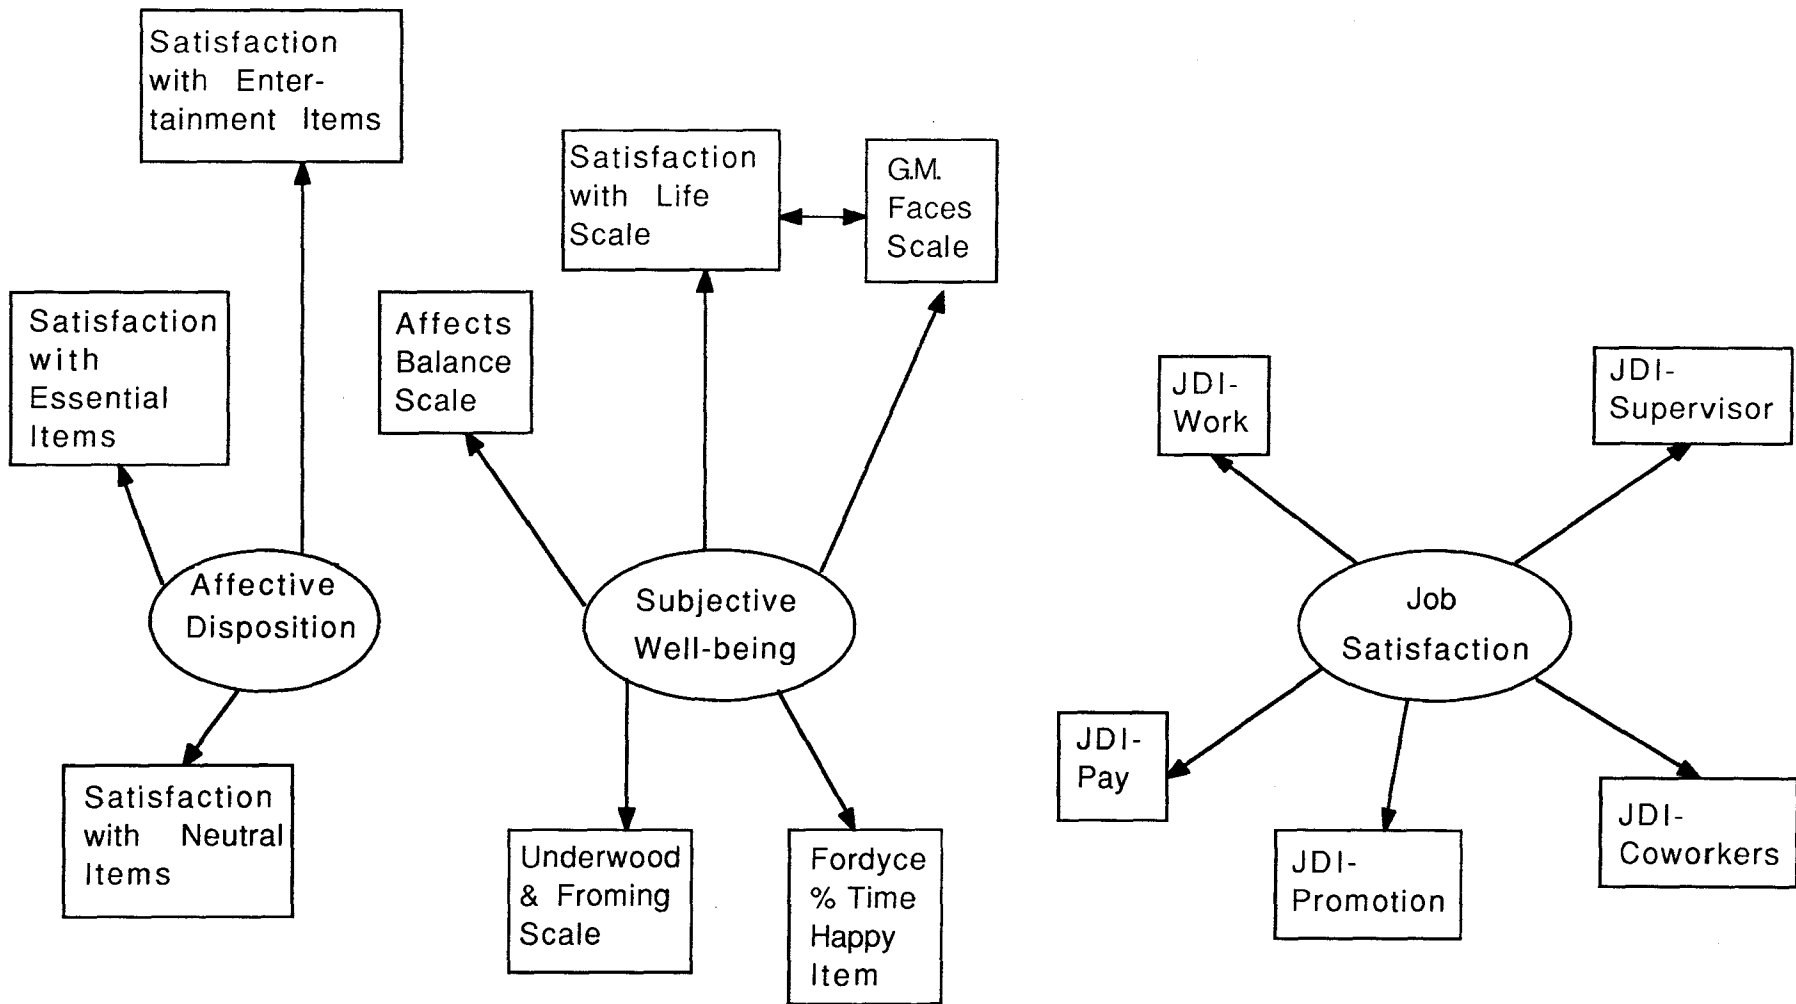 Satisfaction
with Enter-
tainment Items
Satisfaction
with Life
Scale
G.M.
Faces
Scale
Satisfaction
with
Essential
Items
Affects
Balance
Scale
JDI-
Work
JDI-
Supervisor
Affective
Disposition
Subjective
Well-being
Job
Satisfaction
Satisfaction
with Neutral
Items
Underwood
& Froming
Scale
Fordyce
% Time
Happy
Item
JDI-
Pay
JDI-
Promotion
JDI-
Coworkers